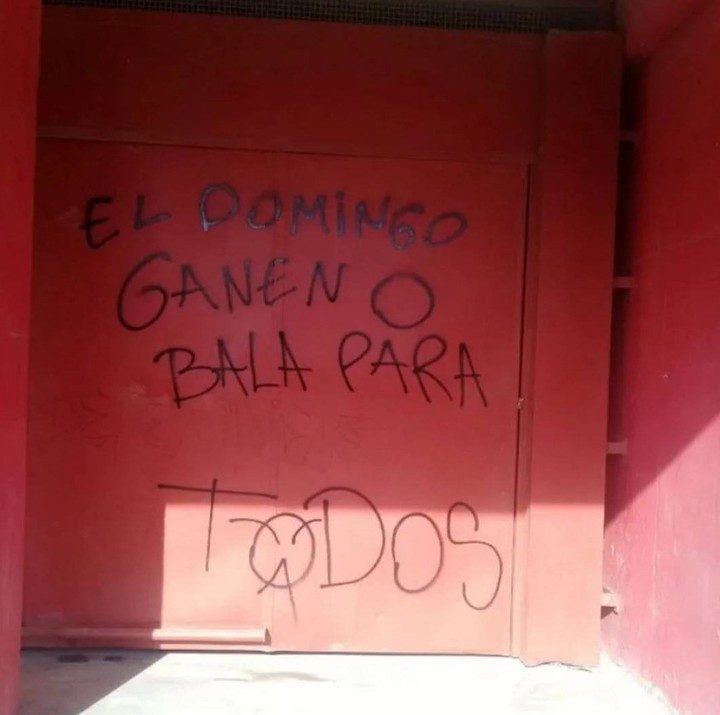 EL DOMINGO
GANEN O
BALA PARA
TODOS